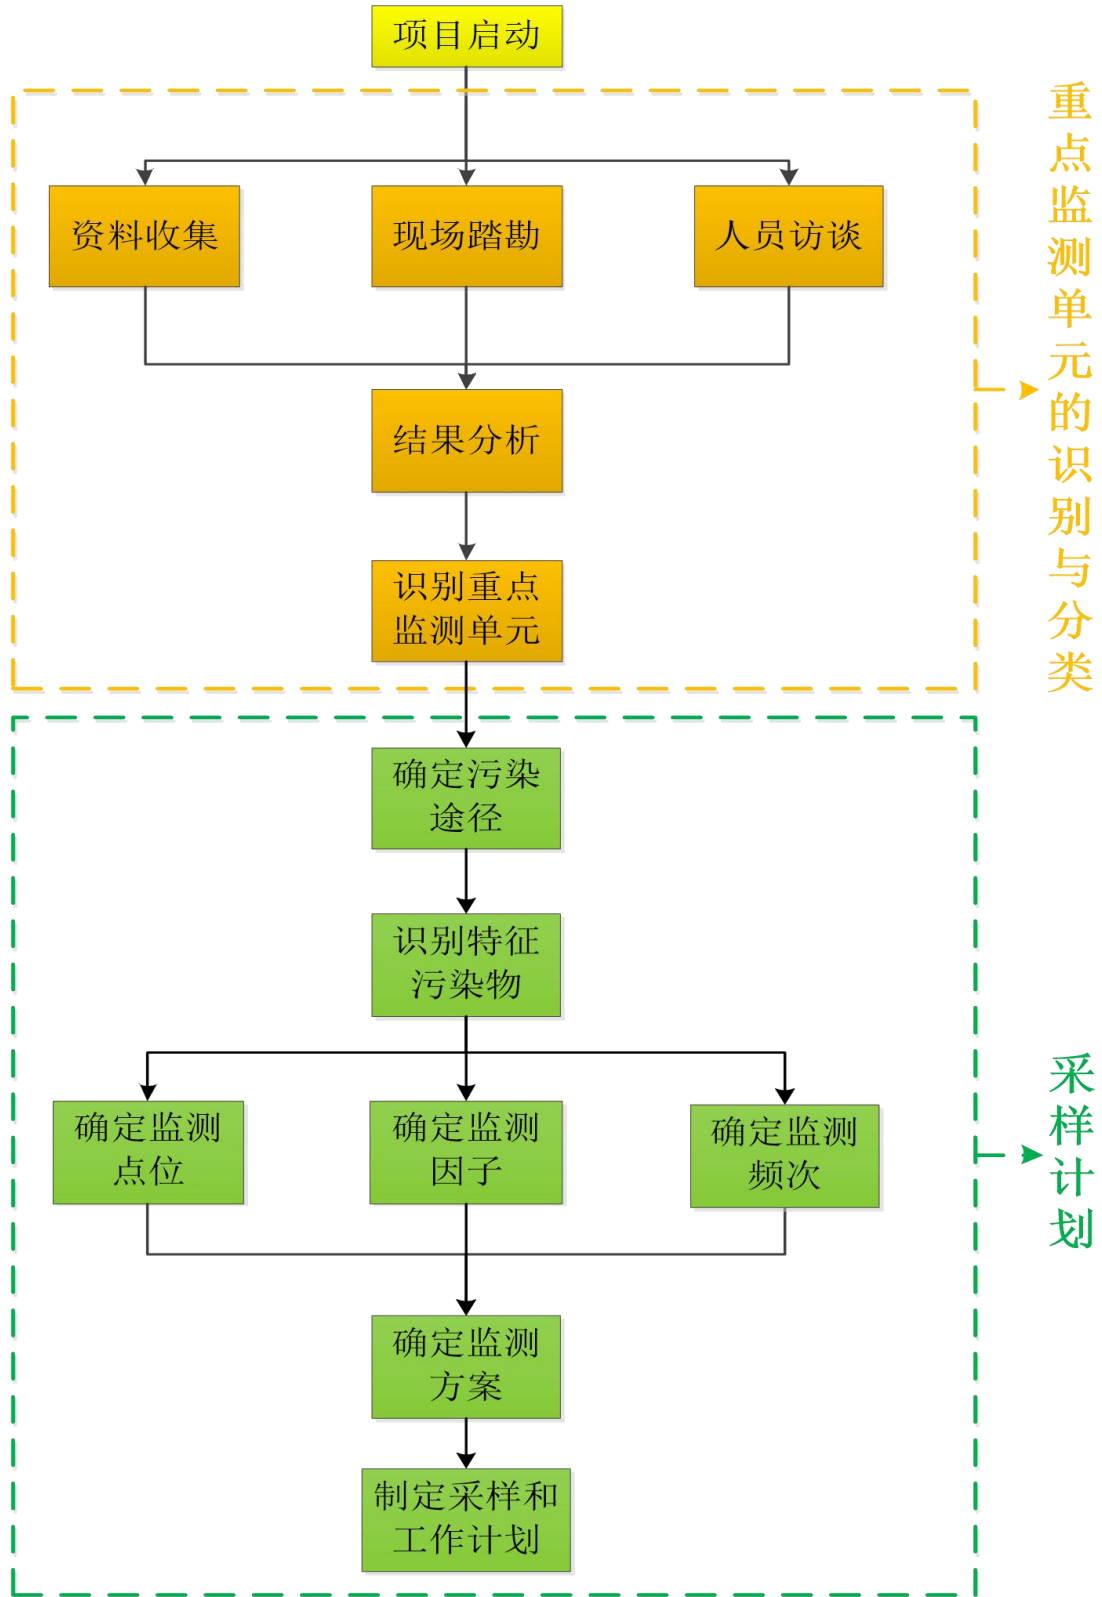 项目启动
资料收集
现场踏勘
人员访谈
结果分析
识别重点
监测单元
重点监测单元的识别与分类
确定污染
途径
识别特征
污染物
确定监测
点位
确定监测
因子
确定监测
频次
确定监测
方案
制定采样和
工作计划
采样计划